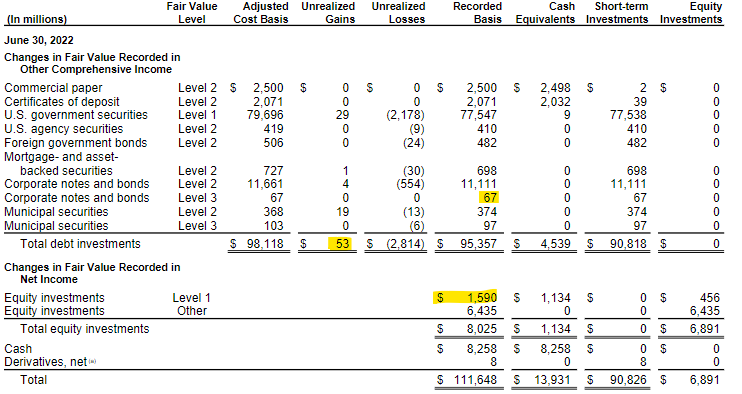 (In millions) Fair Value Level Adjusted Cost Basis Unrealized Gains Unrealized Losses Recorded Basis Cash Equivalents Short-term Investments Equity Investments
June 30, 2022
Changes in Fair Value Recorded in
Other Comprehensive Income
Commercial paper Level 2 $ 2,500 $ 0 $ 0 $ 2,500 $ 2,498 $ 2 $ 0
Certificates of deposit Level 2 2,071 0 0 2,071 2,032 39 0
U.S. government securities Level 1 79,696 29 (2,178) 77,547 9 77,538 0
U.S. agency securities Level 2 419 0 (9) 410 0 410 0
Foreign government bonds Level 2 506 0 (24) 482 0 482 0
Mortgage- and asset-
backed securities Level 2 727 1 (30) 698 0 698 0
Corporate notes and bonds Level 2 11,661 4 (554) 11,111 0 11,111 0
Corporate notes and bonds Level 3 67 0 0 67 0 67 0
Municipal securities Level 2 368 19 (13) 374 0 374 0
Municipal securities Level 3 103 0 (6) 97 0 97 0
Total debt investments $ 98,118 $ 53 $ (2,814) $ 95,357 $ 4,539 $ 90,818 $ 0
Changes in Fair Value Recorded in
Net Income
Equity investments Level 1 $ 1,590 $ 1,134 $ 0 $ 456
Equity investments Other 6,435 0 0 6,435
Total equity investments $ 8,025 $ 1,134 $ 0 $ 6,891
Cash $ 8,258 $ 8,258 $ 0 $ 0
Derivatives, net (a) 8 0 8 0
Total $ 111,648 $ 13,931 $ 90,826 $ 6,891